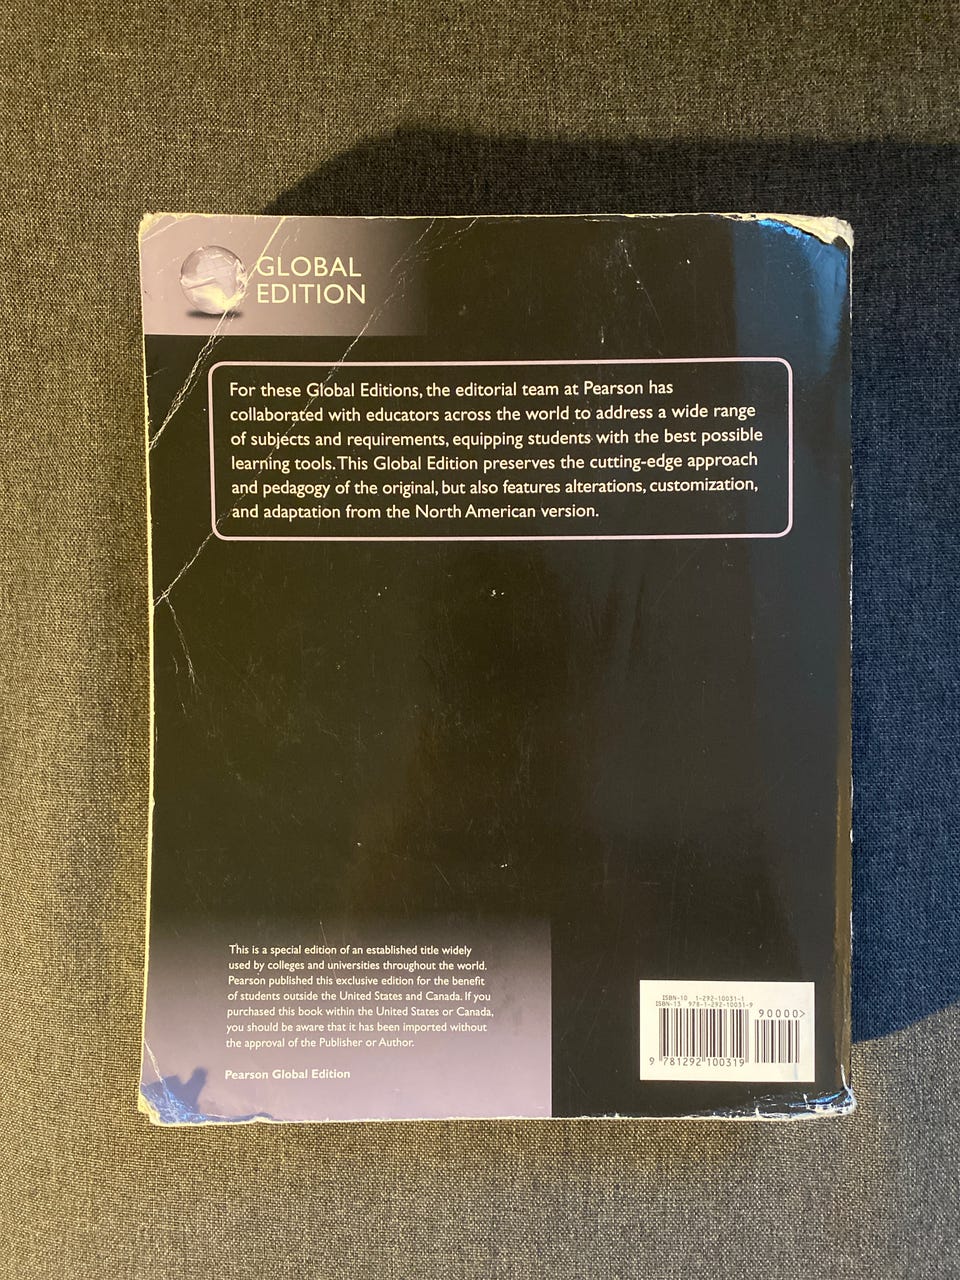 GLOBAL
EDITION
For these Global Editions, the editorial team at Pearson has
collaborated with educators across the world to address a wide range
of subjects and requirements, equipping students with the best possible
learning tools. This Global Edition preserves the cutting-edge approach
and pedagogy of the original, but also features alterations, customization,
and adaptation from the North American version.
This is a special edition of an established title widely
used by colleges and universities throughout the world.
Pearson published this exclusive edition for the benefit
of students outside the United States and Canada. If you
purchased this book within the United States or Canada,
you should be aware that it has been imported without
the approval of the Publisher or Author.
Pearson Global Edition
ISBN-10 1-292-10031-1
ISBN-13 978-1-292-10031-9
90000>
9 781292 100319